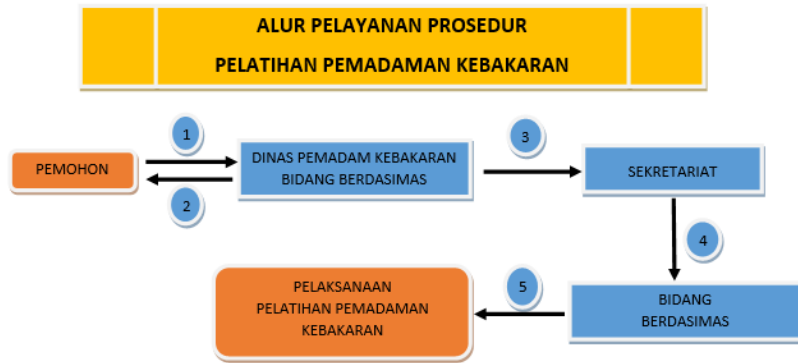 ALUR PELAYANAN PROSEDUR
PELATIHAN PEMADAMAN KEBAKARAN
1
3
PEMOHON
DINAS PEMADAM KEBAKARAN
BIDANG BERDASIMAS
SEKRETARIAT
2
4
PELAKSANAAN
PELATIHAN PEMADAMAN
KEBAKARAN
5
BIDANG
BERDASIMAS